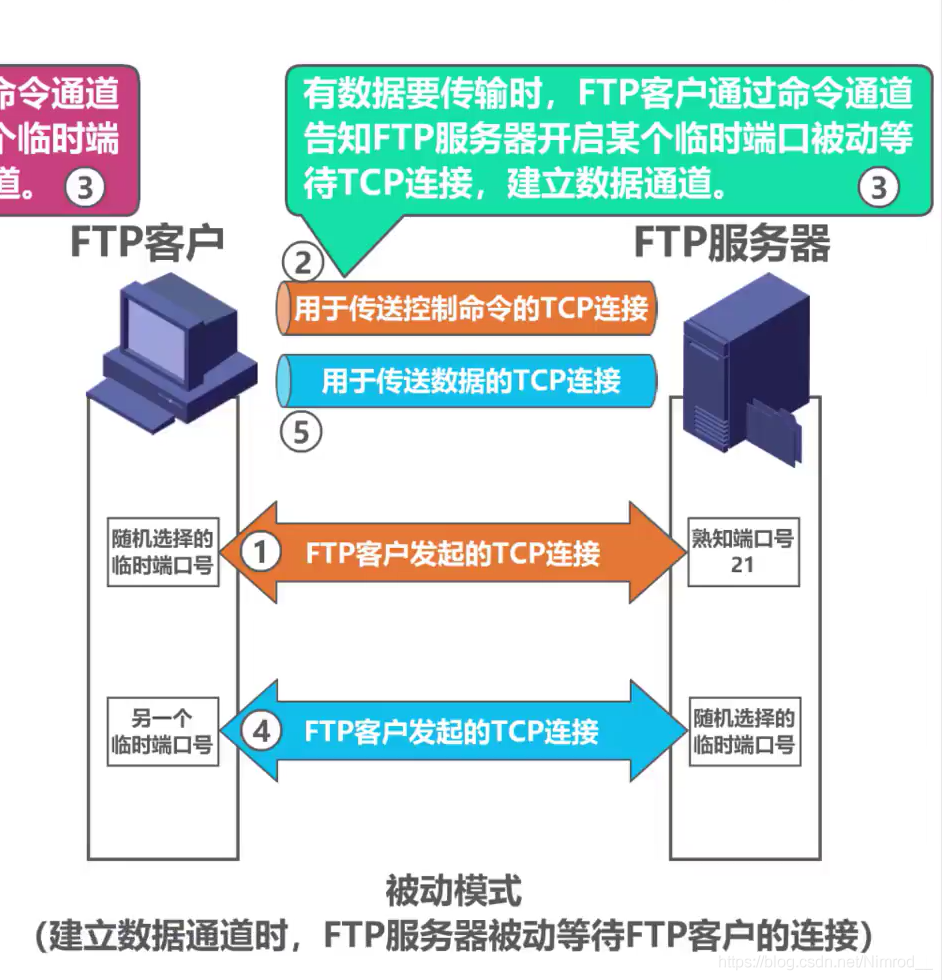 命令通道
个临时端
道。 ③
有数据要传输时，FTP客户通过命令通道
告知FTP服务器开启某个临时端口被动等
待TCP连接，建立数据通道。 ③
FTP客户
FTP服务器
②
用于传送控制命令的TCP连接
用于传送数据的TCP连接
⑤
随机选择的
临时端口号
① FTP客户发起的TCP连接
熟知端口号
21
另一个
临时端口号
④ FTP客户发起的TCP连接
随机选择的
临时端口号
被动模式
（建立数据通道时，FTP服务器被动等待FTP客户的连接）
https://blog.csdn.net/Nimrod__